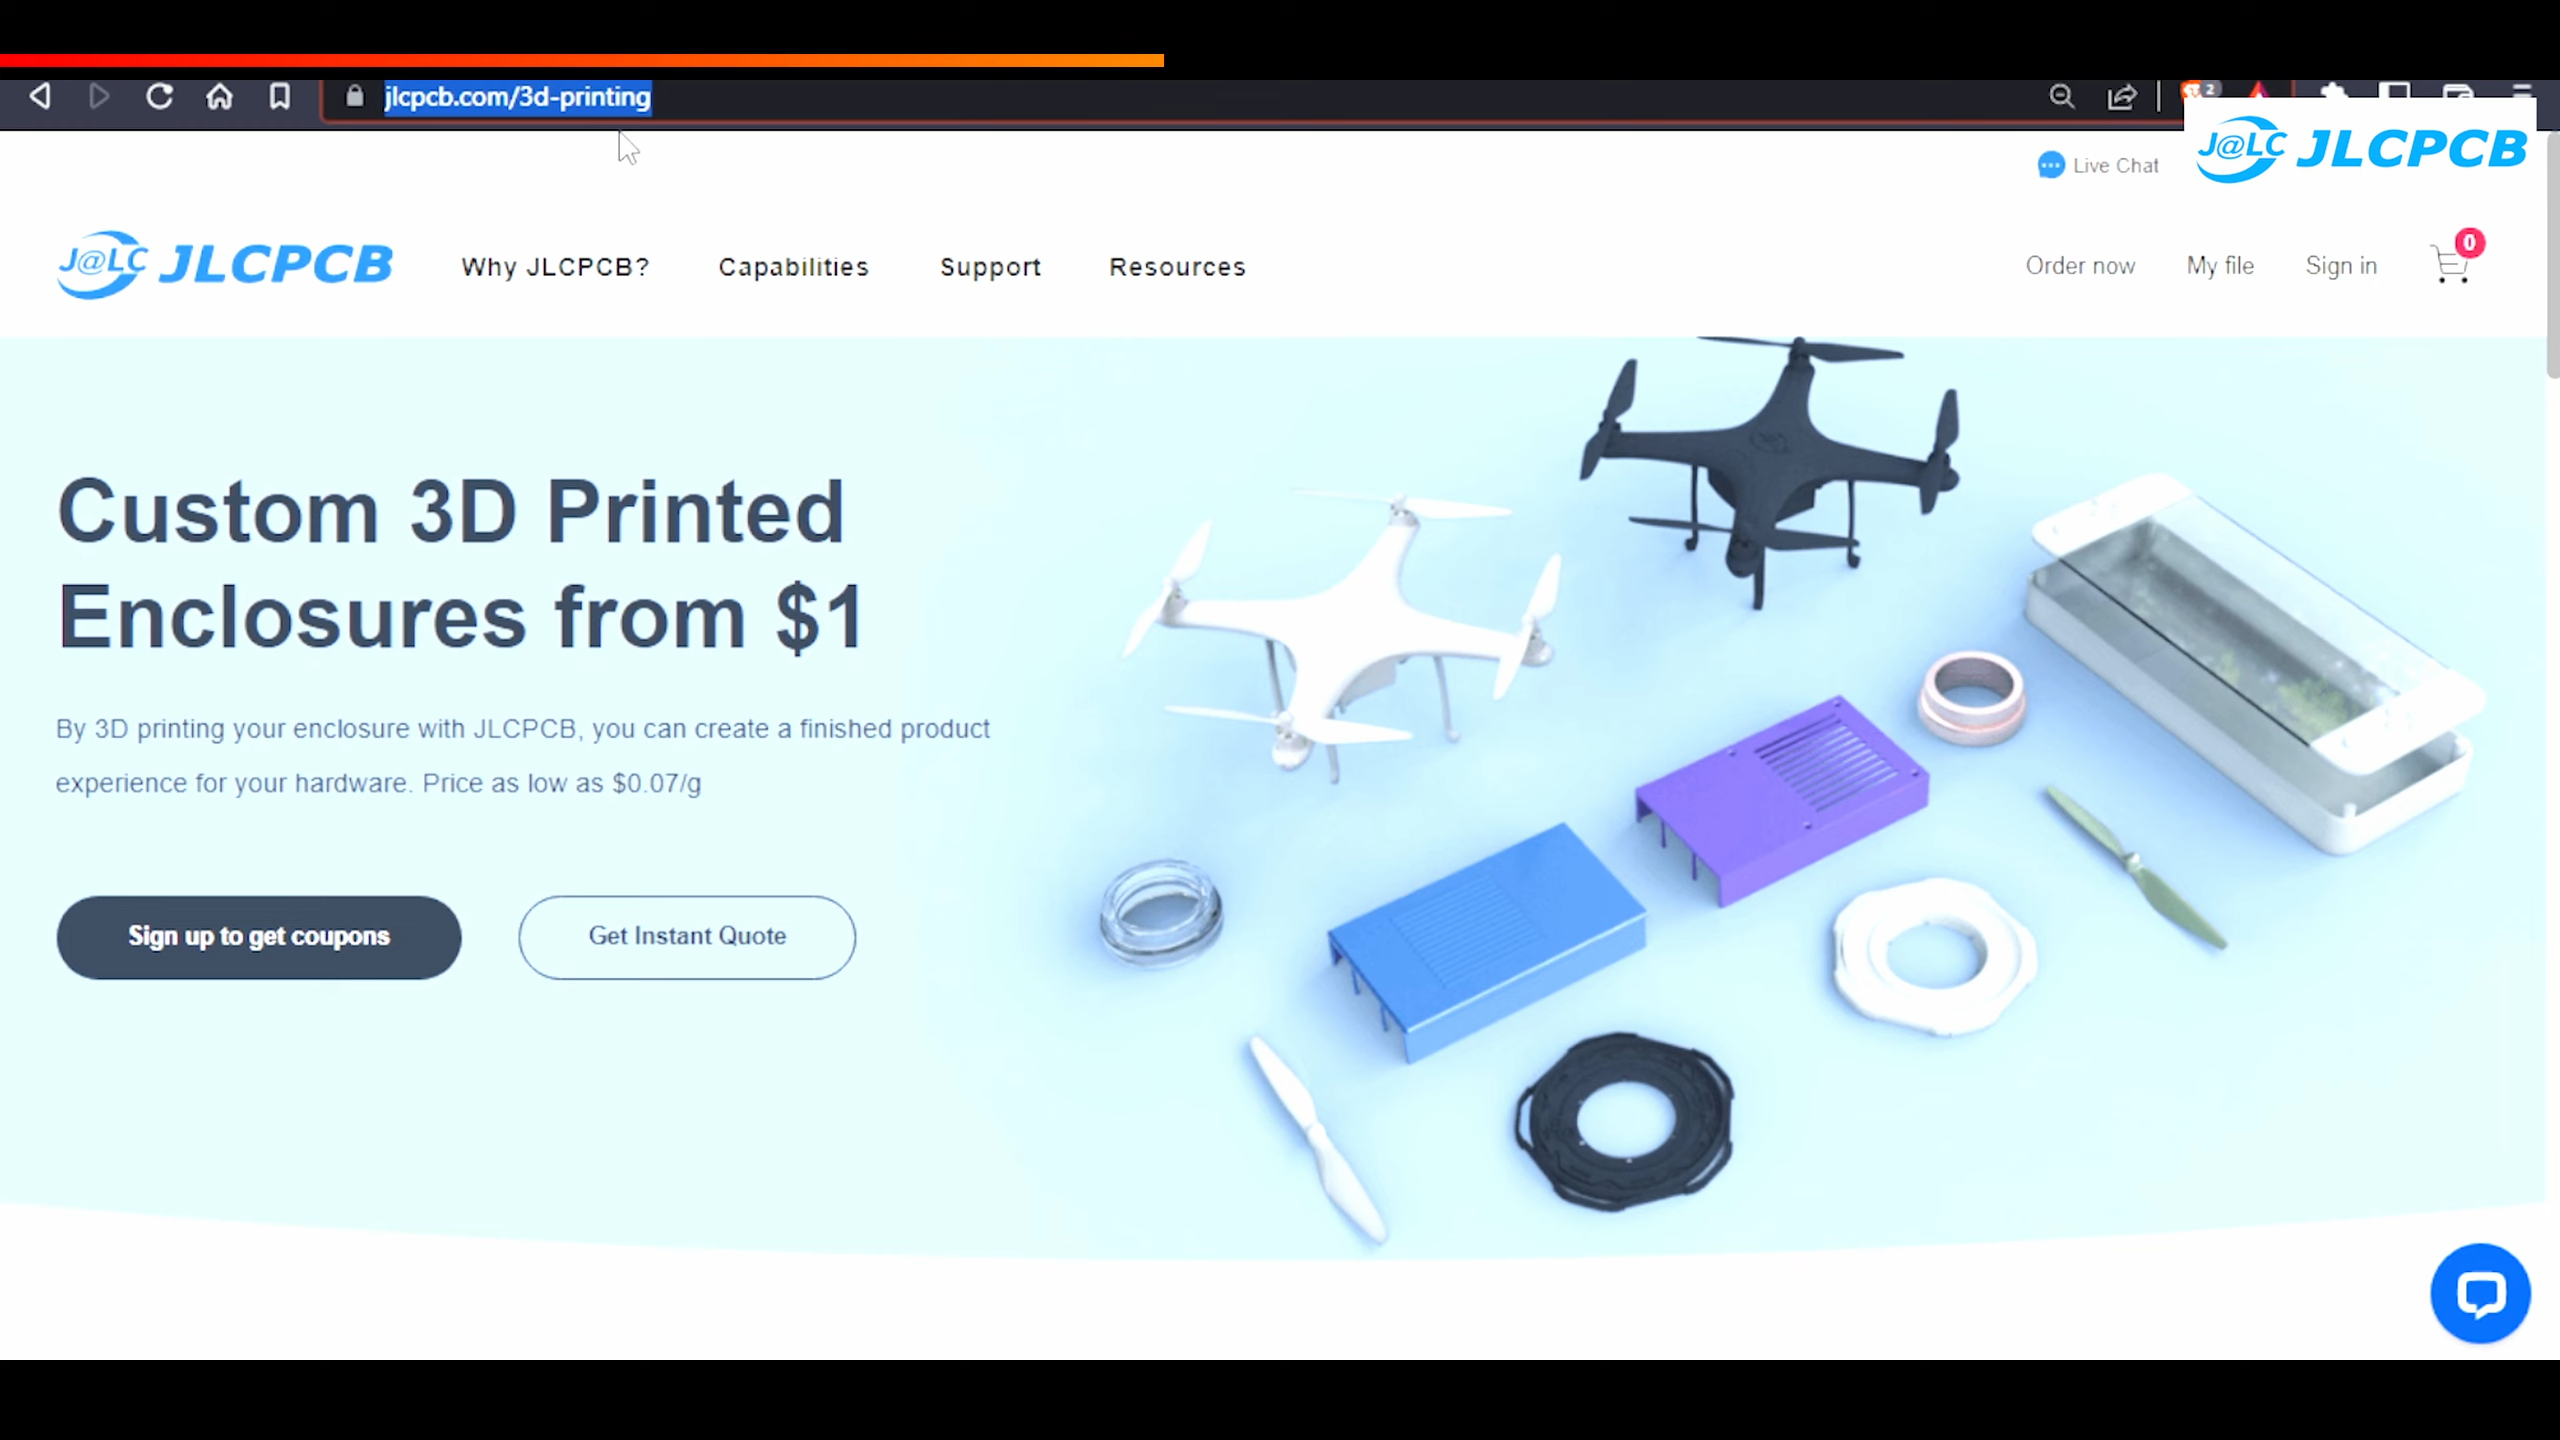 jlcpcb.com/3d-printing
2
Live Chat
J@LC JLCPCB
J@LC JLCPCB
Why JLCPCB?
Capabilities
Support
Resources
Order now
My file
Sign in
0
Custom 3D Printed
Enclosures from $1
By 3D printing your enclosure with JLCPCB, you can create a finished product
experience for your hardware. Price as low as $0.07/g
Sign up to get coupons
Get Instant Quote